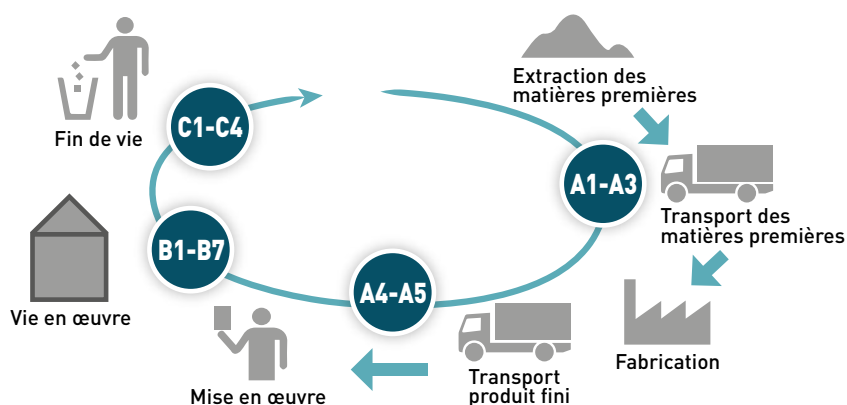 Extraction des
matières premières
A1-A3
Transport des
matières premières
Fabrication
Transport
produit fini
A4-A5
Mise en œuvre
B1-B7
Vie en œuvre
C1-C4
Fin de vie